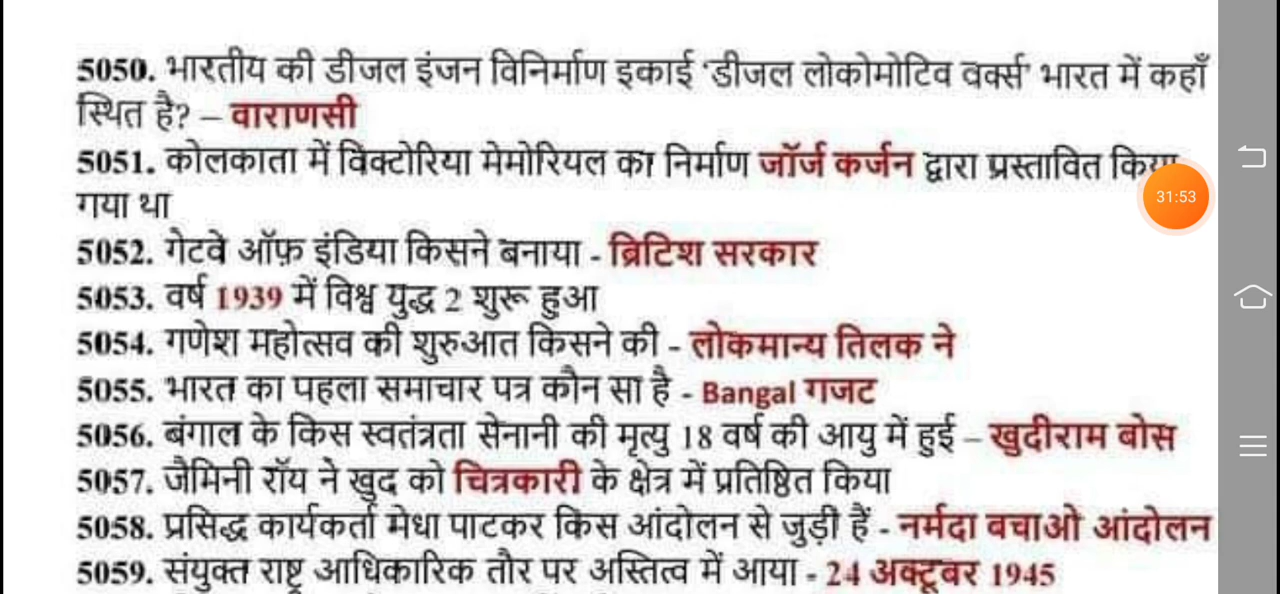 5050. भारतीय की डीजल इंजन विनिर्माण इकाई 'डीजल लोकोमोटिव वर्क्स' भारत में कहाँ
स्थित है? – वाराणसी
5051. कोलकाता में विक्टोरिया मेमोरियल का निर्माण जॉर्ज कर्जन द्वारा प्रस्तावित किया
गया था
31:53
5052. गेटवे ऑफ़ इंडिया किसने बनाया - ब्रिटिश सरकार
5053. वर्ष 1939 में विश्व युद्ध 2 शुरू हुआ
5054. गणेश महोत्सव की शुरुआत किसने की - लोकमान्य तिलक ने
5055. भारत का पहला समाचार पत्र कौन सा है - Bangal गजट
5056. बंगाल के किस स्वतंत्रता सेनानी की मृत्यु 18 वर्ष की आयु में हुई – खुदीराम बोस
5057. जैमिनी रॉय ने खुद को चित्रकारी के क्षेत्र में प्रतिष्ठित किया
5058. प्रसिद्ध कार्यकर्ता मेधा पाटकर किस आंदोलन से जुड़ी हैं - नर्मदा बचाओ आंदोलन
5059. संयुक्त राष्ट्र आधिकारिक तौर पर अस्तित्व में आया - 24 अक्टूबर 1945